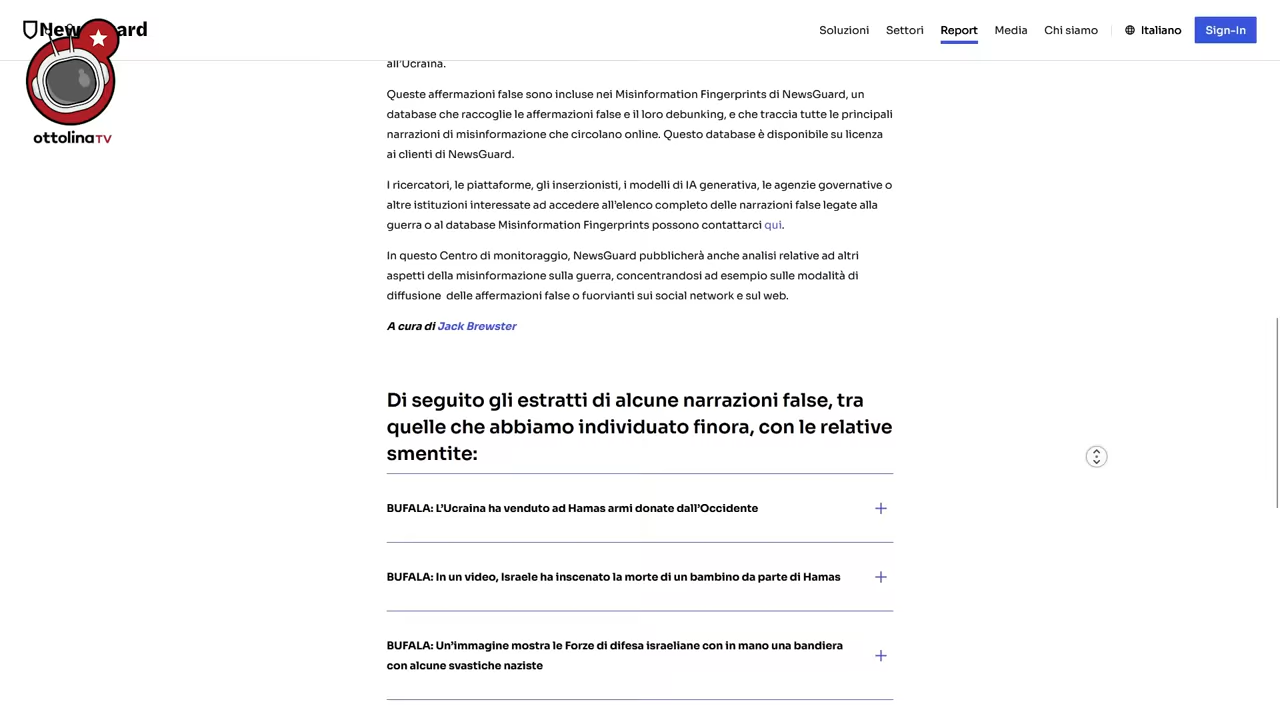 NewsGuard
ottolinaTV
Soluzioni Settori Report Media Chi siamo Italiano Sign-In
all'Ucraina.
Queste affermazioni false sono incluse nei Misinformation Fingerprints di NewsGuard, un
database che raccoglie le affermazioni false e il loro debunking, e che traccia tutte le principali
narrazioni di misinformazione che circolano online. Questo database è disponibile su licenza
ai clienti di NewsGuard.
I ricercatori, le piattaforme, gli inserzionisti, i modelli di IA generativa, le agenzie governative o
altre istituzioni interessate ad accedere all'elenco completo delle narrazioni false legate alla
guerra o al database Misinformation Fingerprints possono contattarci qui.
In questo Centro di monitoraggio, NewsGuard pubblicherà anche analisi relative ad altri
aspetti della misinformazione sulla guerra, concentrandosi ad esempio sulle modalità di
diffusione delle affermazioni false o fuorvianti sui social network e sul web.
A cura di Jack Brewster
Di seguito gli estratti di alcune narrazioni false, tra
quelle che abbiamo individuato finora, con le relative
smentite:
BUFALA: L'Ucraina ha venduto ad Hamas armi donate dall'Occidente
BUFALA: In un video, Israele ha inscenato la morte di un bambino da parte di Hamas
BUFALA: Un'immagine mostra le Forze di difesa israeliane con in mano una bandiera
con alcune svastiche naziste